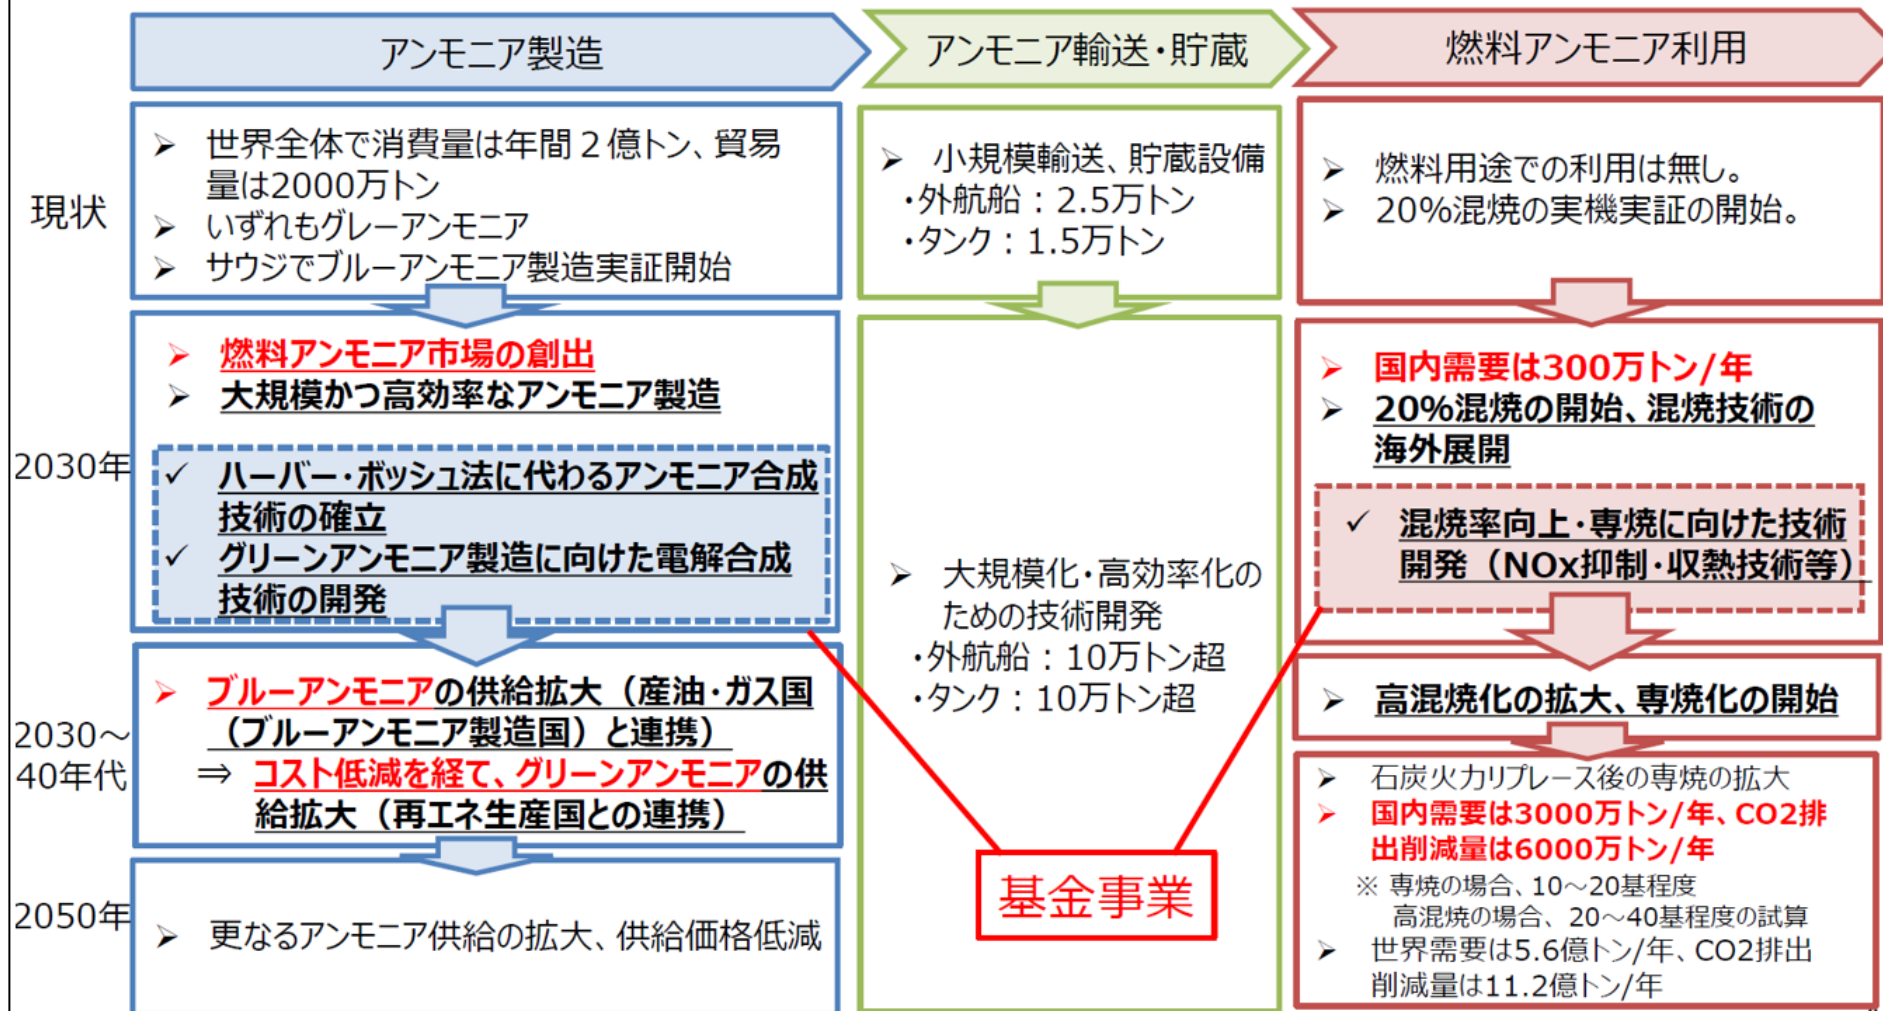 アンモニア製造
アンモニア輸送・貯蔵
燃料アンモニア利用
現状
➢ 世界全体で消費量は年間２億トン、貿易
量は2000万トン
➢ いずれもグレーアンモニア
➢ サウジでブルーアンモニア製造実証開始
➢ 小規模輸送、貯蔵設備
・外航船：2.5万トン
・タンク：1.5万トン
➢ 燃料用途での利用は無し。
➢ 20％混焼の実機実証の開始。
2030年
➢ 燃料アンモニア市場の創出
➢ 大規模かつ高効率なアンモニア製造
✓ ハーバー・ボッシュ法に代わるアンモニア合成
技術の確立
✓ グリーンアンモニア製造に向けた電解合成
技術の開発
➢ 大規模化・高効率化の
ための技術開発
・外航船：10万トン超
・タンク：10万トン超
➢ 国内需要は300万トン/年
➢ 20%混焼の開始、混焼技術の
海外展開
✓ 混焼率向上・専焼に向けた技術
開発（NOx抑制・収熱技術等）
2030～
40年代
➢ ブルーアンモニアの供給拡大（産油・ガス国
（ブルーアンモニア製造国）と連携）
⇒ コスト低減を経て、グリーンアンモニアの供
給拡大（再エネ生産国との連携）
➢ 高混焼化の拡大、専焼化の開始
2050年
➢ 更なるアンモニア供給の拡大、供給価格低減
➢ 石炭火力リプレース後の専焼の拡大
➢ 国内需要は3000万トン/年、CO2排
出削減量は6000万トン/年
※ 専焼の場合、10～20基程度
高混焼の場合、20～40基程度の試算
➢ 世界需要は5.6億トン/年、CO2排出
削減量は11.2億トン/年
基金事業